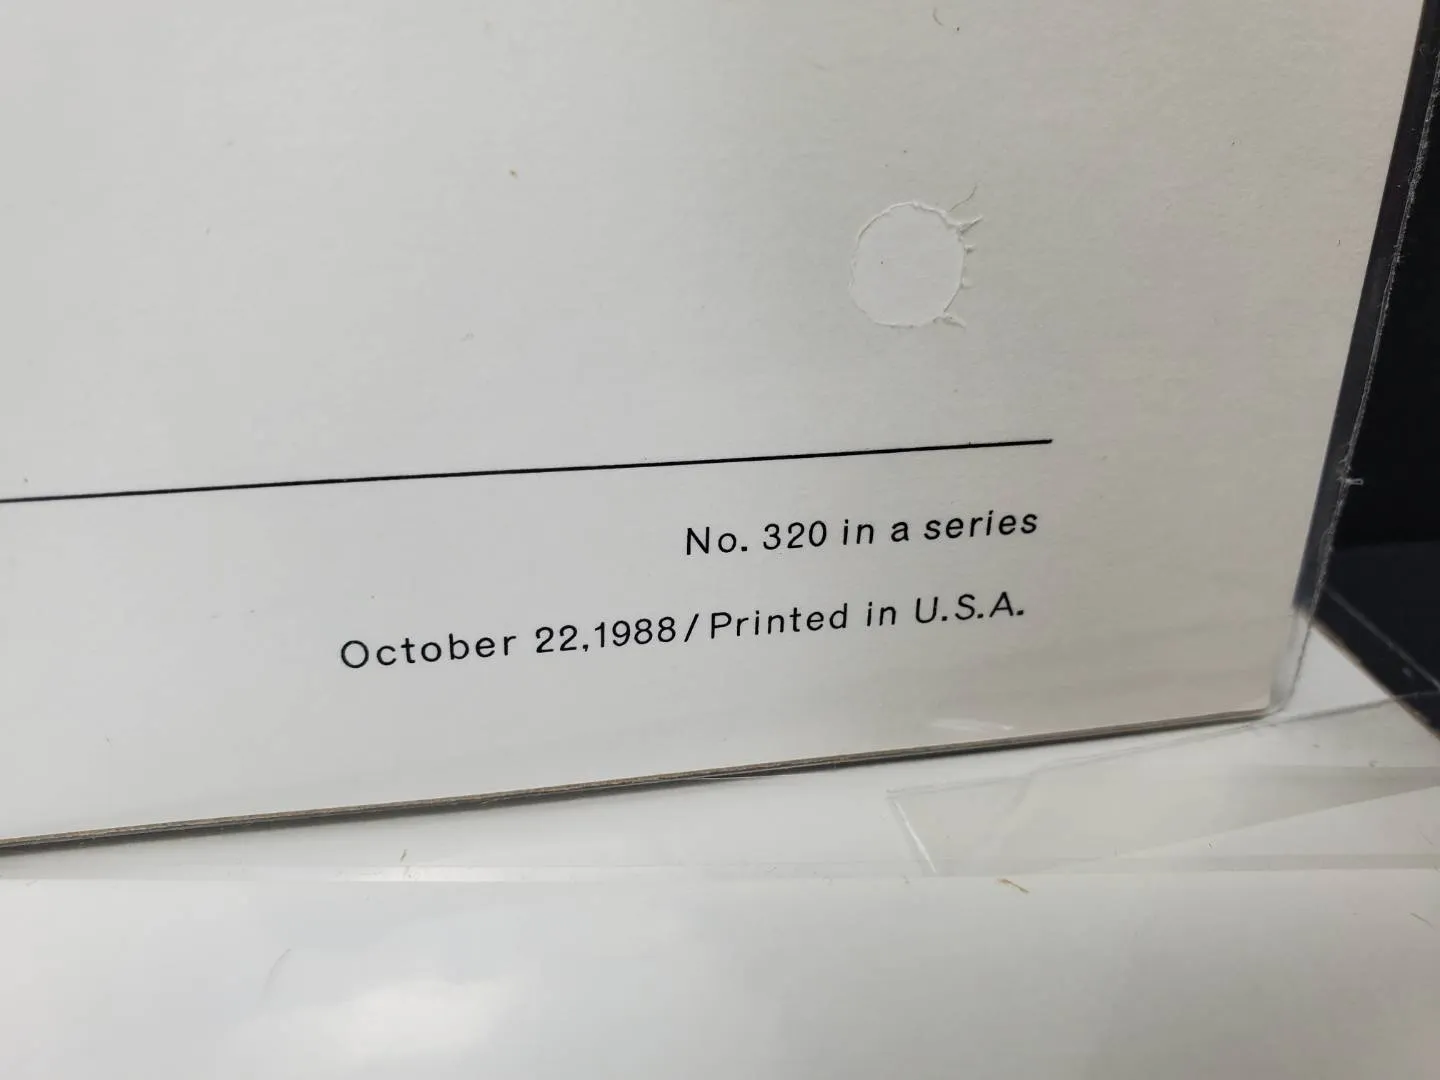 No. 320 in a series
October 22,1988/Printed in U.S.A.